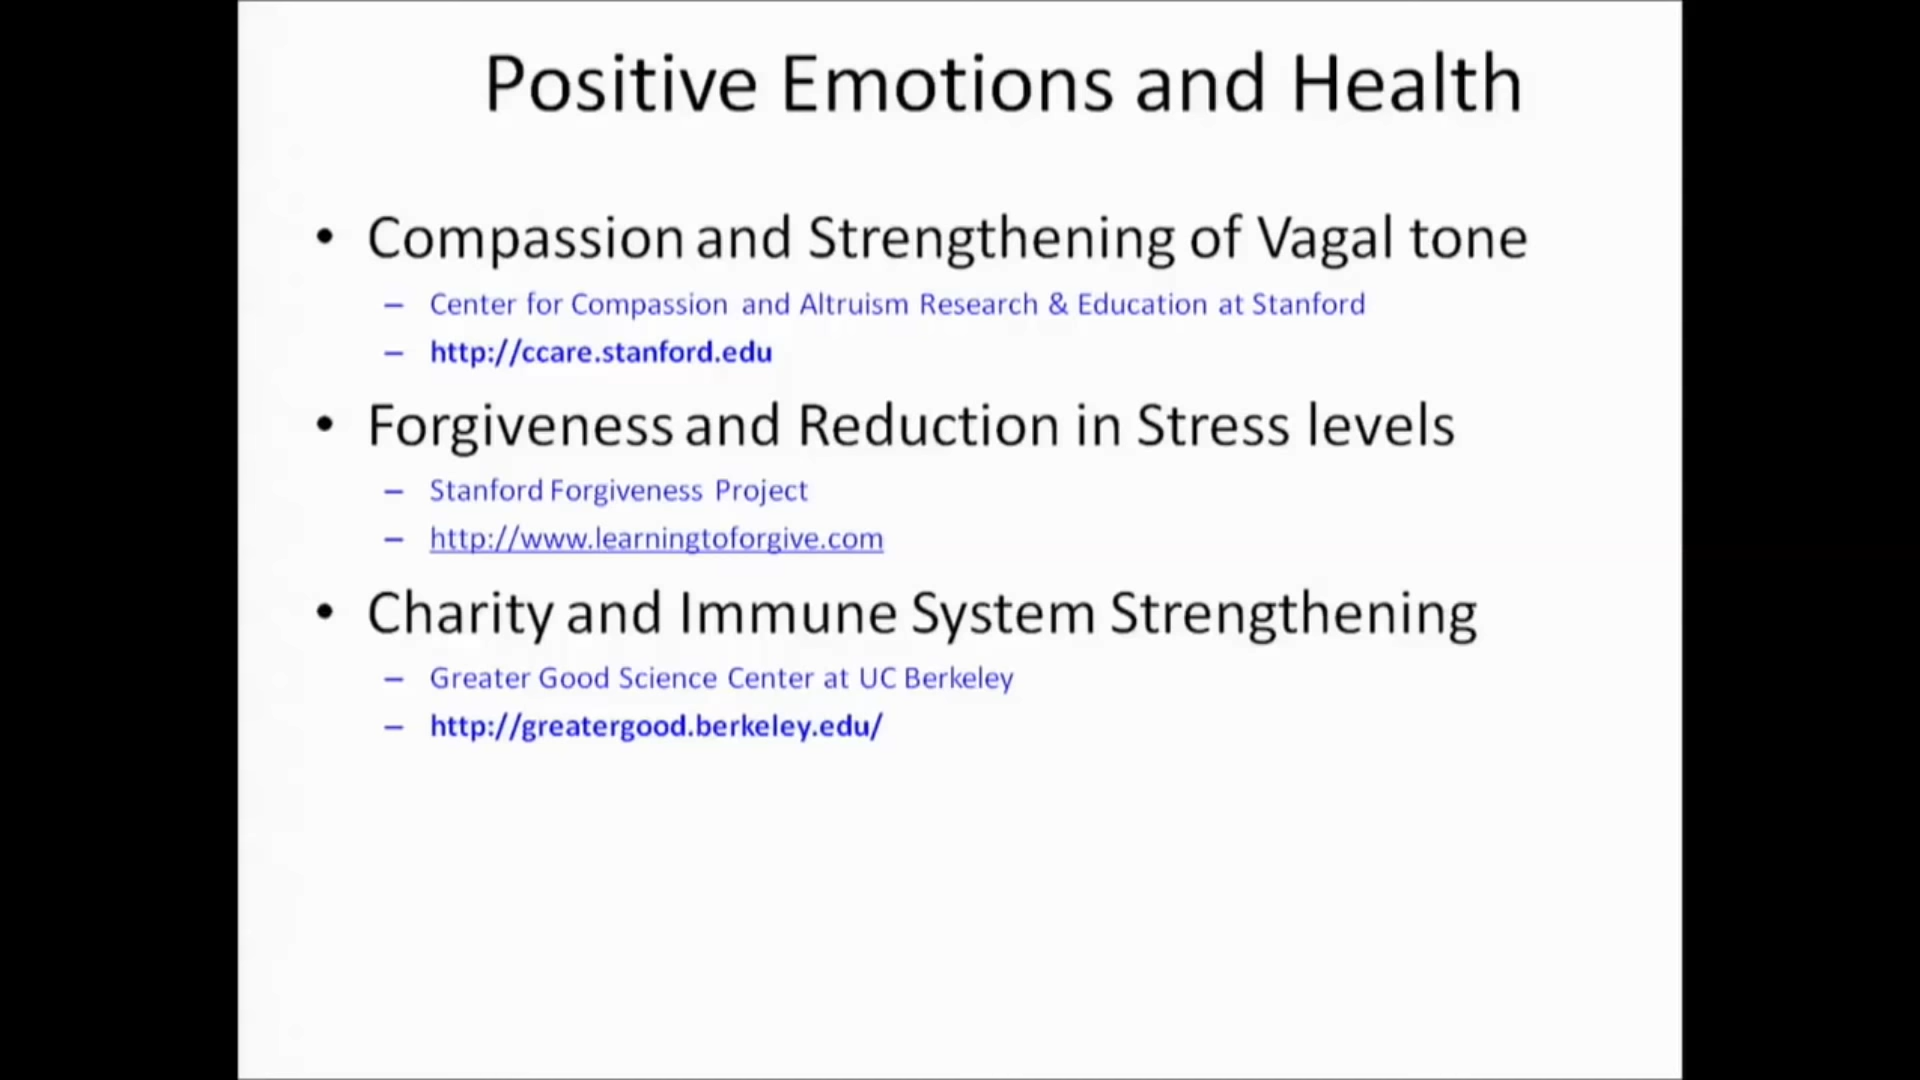 Positive Emotions and Health
• Compassion and Strengthening of Vagal tone
– Center for Compassion and Altruism Research & Education at Stanford
– http://ccare.stanford.edu
• Forgiveness and Reduction in Stress levels
– Stanford Forgiveness Project
– http://www.learningtoforgive.com
• Charity and Immune System Strengthening
– Greater Good Science Center at UC Berkeley
– http://greatergood.berkeley.edu/